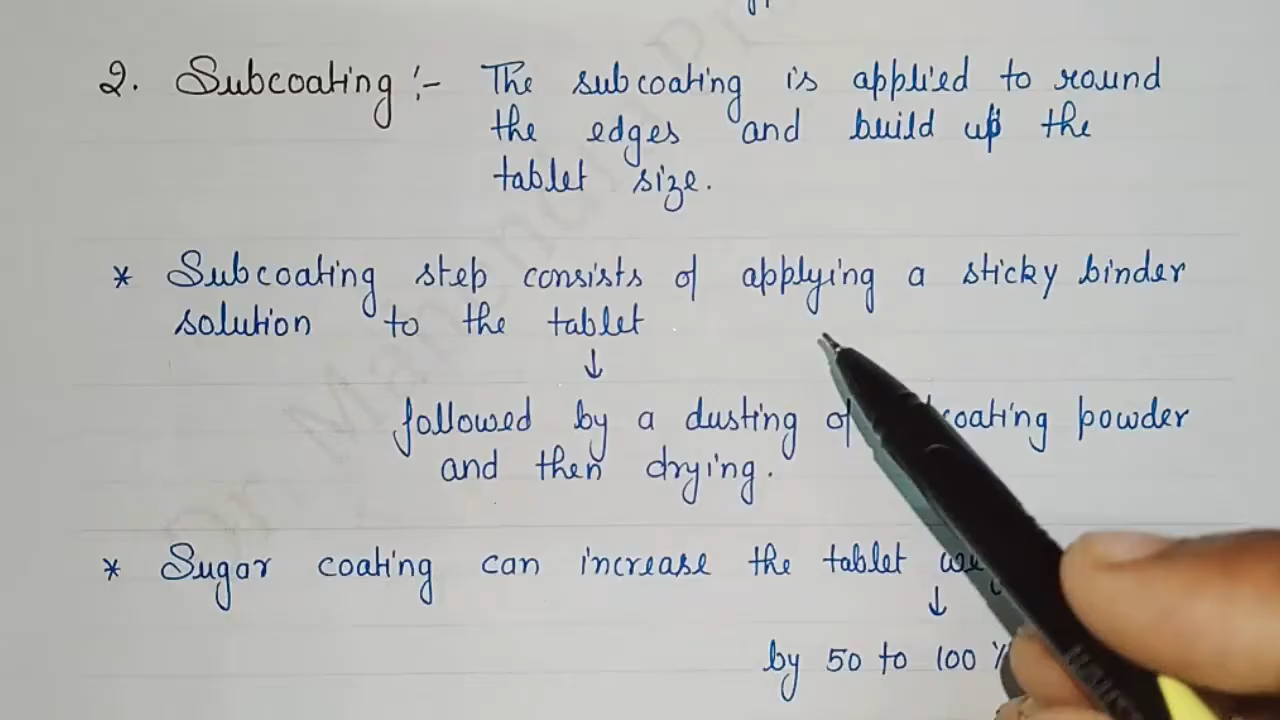 2. Subcoating :- The subcoating is applied to round
the edges and build up the
tablet size.
* Subcoating step consists of applying a sticky binder
solution to the tablet
↓
followed by a dusting of coating powder
and then drying.
* Sugar coating can increase the tablet
↓
by 50 to 100 %